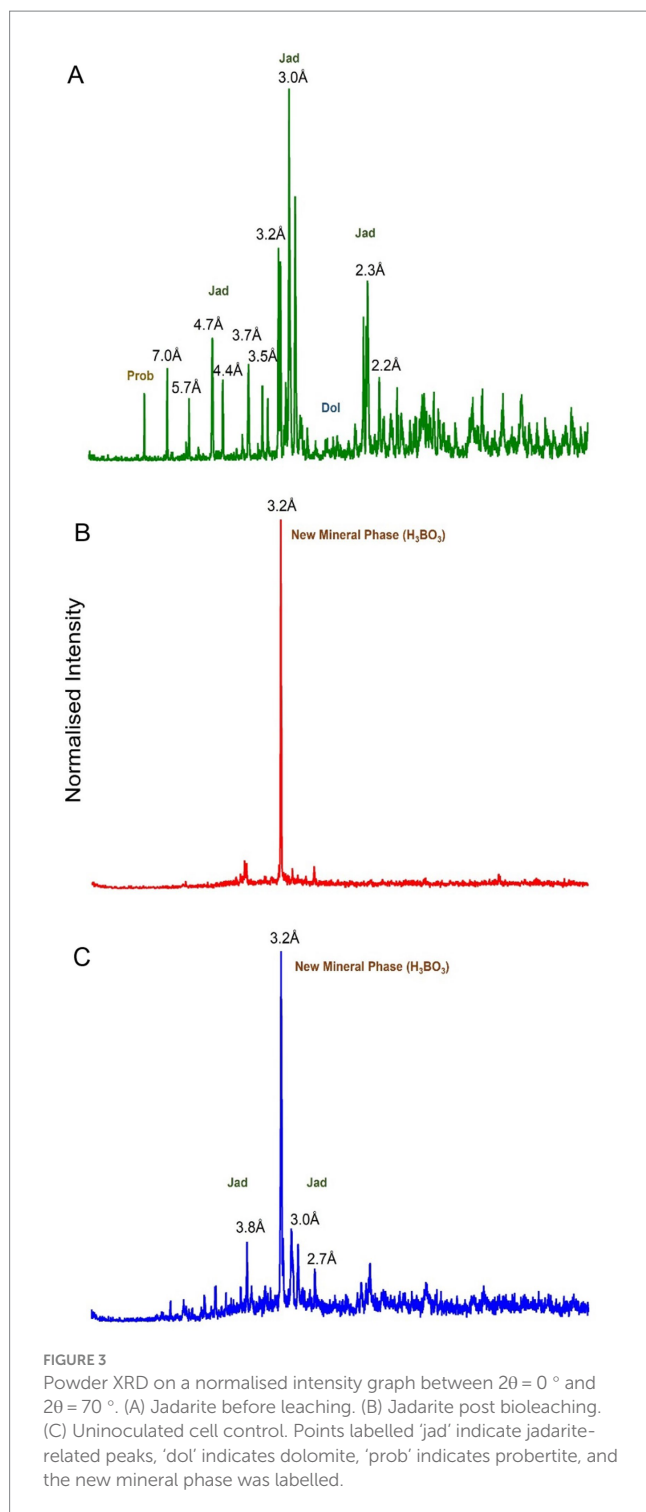 A
Jad
3.0Å
3.2Å
Jad
2.3Å
Jad
4.7Å
3.7Å
7.0Å
4.4Å
3.5Å
Prob
5.7Å
2.2Å
Dol
3.2Å
B
New Mineral Phase (H₃BO₃)
Normalised Intensity
3.2Å
C
New Mineral Phase (H₃BO₃)
Jad
Jad
3.8Å
3.0Å
2.7Å
FIGURE 3
Powder XRD on a normalised intensity graph between 2θ = 0 ° and
2θ = 70 °. (A) Jadarite before leaching. (B) Jadarite post bioleaching.
(C) Uninoculated cell control. Points labelled ‘jad’ indicate jadarite-
related peaks, ‘dol’ indicates dolomite, ‘prob’ indicates probertite, and
the new mineral phase was labelled.